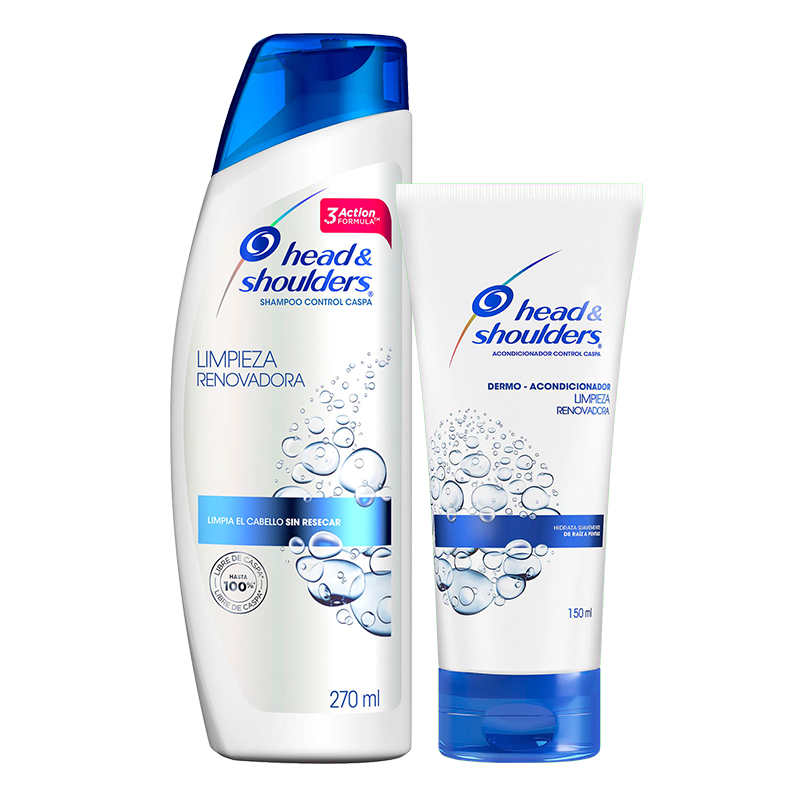 3 Action
FORMULA™
head &
shoulders®
SHAMPOO CONTROL CASPA
LIMPIEZA
RENOVADORA
LIMPIA EL CABELLO SIN RESECAR
LIBRE DE CASPA*
HASTA
100%*
LIBRE DE CASPA*
270 ml
head &
shoulders®
ACONDICIONADOR CONTROL CASPA
DERMO - ACONDICIONADOR
LIMPIEZA
RENOVADORA
HIDRATA SUAVEMENTE
DE RAÍZ A PUNTAS
150 ml